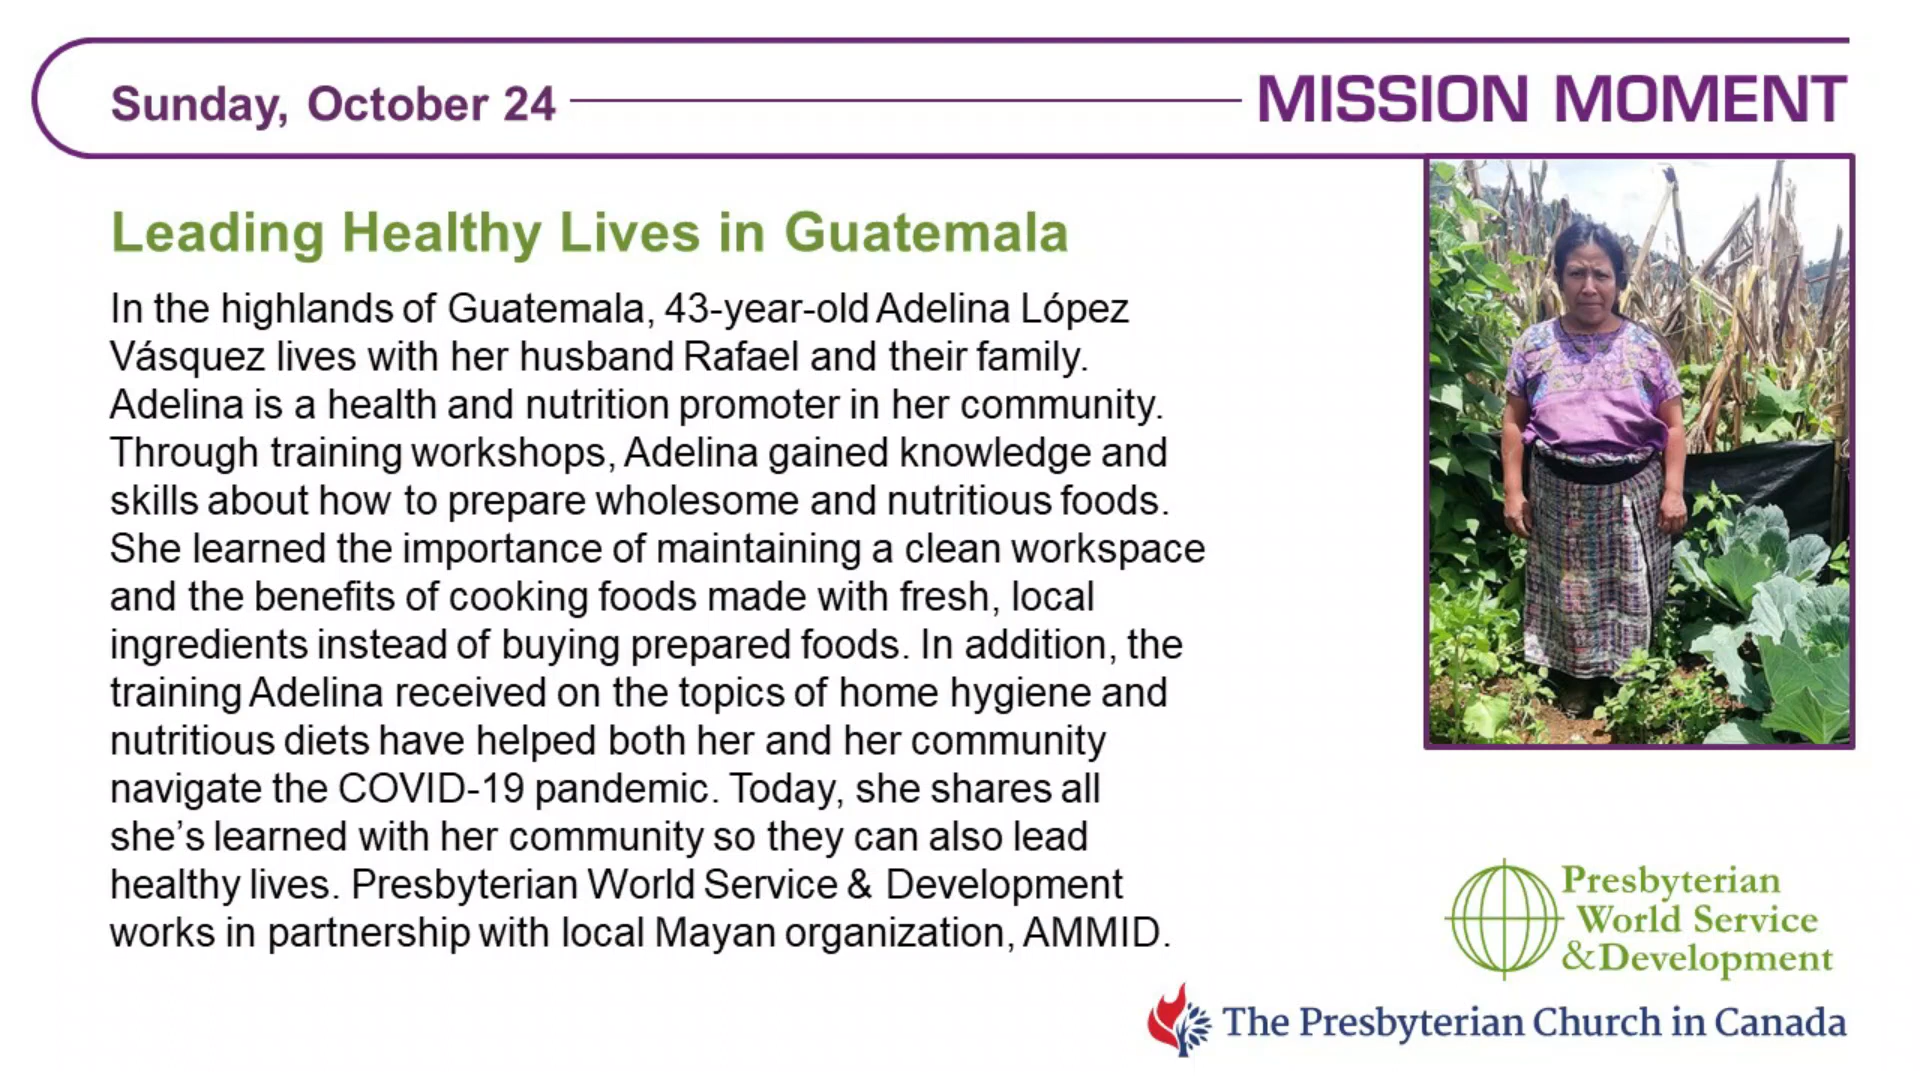 Sunday, October 24
MISSION MOMENT
Leading Healthy Lives in Guatemala
In the highlands of Guatemala, 43-year-old Adelina López
Vásquez lives with her husband Rafael and their family.
Adelina is a health and nutrition promoter in her community.
Through training workshops, Adelina gained knowledge and
skills about how to prepare wholesome and nutritious foods.
She learned the importance of maintaining a clean workspace
and the benefits of cooking foods made with fresh, local
ingredients instead of buying prepared foods. In addition, the
training Adelina received on the topics of home hygiene and
nutritious diets have helped both her and her community
navigate the COVID-19 pandemic. Today, she shares all
she’s learned with her community so they can also lead
healthy lives. Presbyterian World Service & Development
works in partnership with local Mayan organization, AMMID.
Presbyterian
World Service
&Development
The Presbyterian Church in Canada